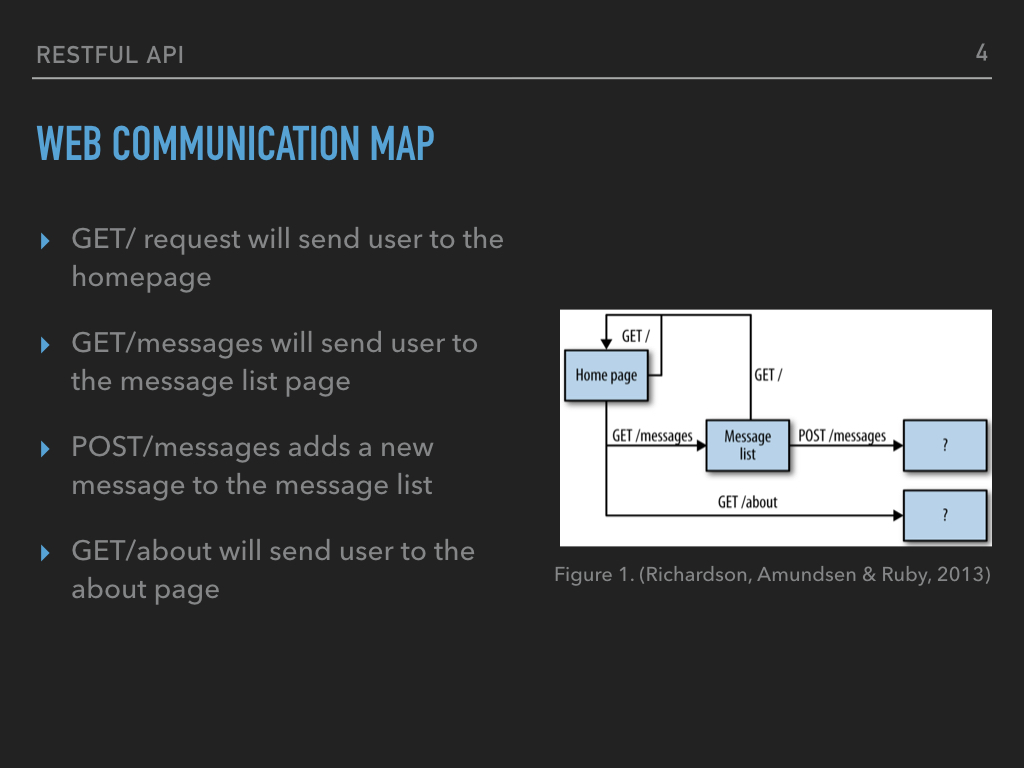 RESTFUL API
4
WEB COMMUNICATION MAP
GET/ request will send user to the
homepage
GET/messages will send user to
the message list page
POST/messages adds a new
message to the message list
GET/about will send user to the
about page
GET /
Home page
GET /
GET /messages
Message
list
POST /messages
?
GET /about
?
Figure 1. (Richardson, Amundsen & Ruby, 2013)